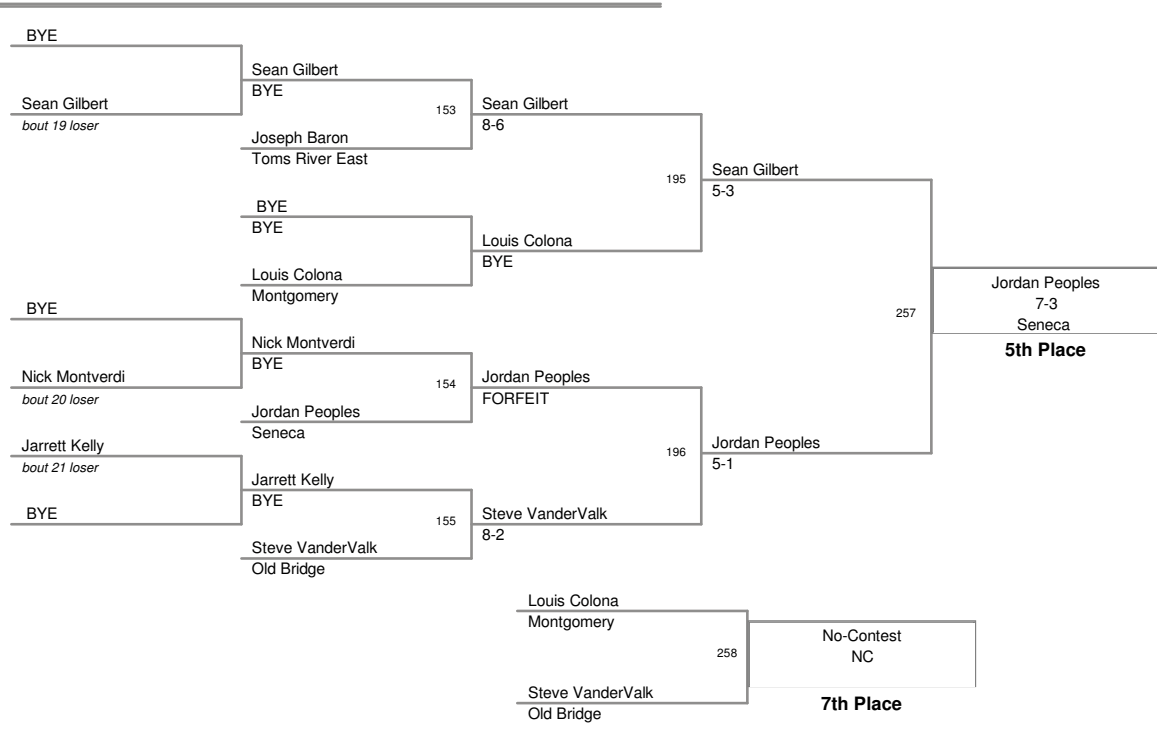 BYE
Sean Gilbert
bout 19 loser
Sean Gilbert
BYE
153
Joseph Baron
Toms River East
Sean Gilbert
8-6
BYE
BYE
Louis Colona
Montgomery
Louis Colona
BYE
195
Sean Gilbert
5-3
BYE
Nick Montverdi
bout 20 loser
Nick Montverdi
BYE
154
Jordan Peoples
Seneca
Jordan Peoples
FORFEIT
Jarrett Kelly
bout 21 loser
BYE
Jarrett Kelly
BYE
155
Steve VanderValk
Old Bridge
Steve VanderValk
8-2
196
Jordan Peoples
5-1
257
Jordan Peoples
7-3
Seneca
5th Place
Louis Colona
Montgomery
258
Steve VanderValk
Old Bridge
No-Contest
NC
7th Place